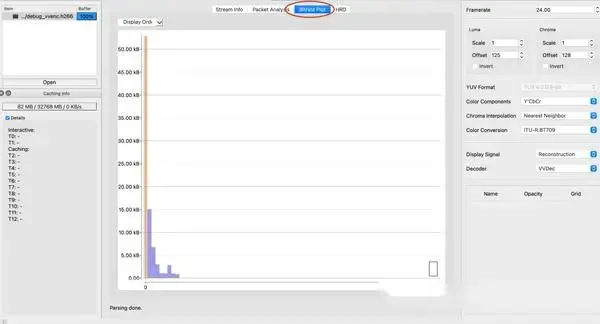 Item
Buffer
.../debug_vvenc.h266
100%
Open
Caching Info
82 MB / 32768 MB / 0 KB/s
Details
Interactive:
T0: -
T1: -
Caching:
T2: -
T3: -
T4: -
T5: -
T6: -
T7: -
T8: -
T9: -
T10: -
T11: -
T12: -
Stream Info
Packet Analysis
Bitrate Plot
HRD
Display Orde
50.00 kB
45.00 kB
40.00 kB
35.00 kB
30.00 kB
25.00 kB
20.00 kB
15.00 kB
10.00 kB
5.00 kB
0.00
0
Parsing done.
Framerate
24.00
Luma
Chroma
Scale 1
Scale 1
Offset 125
Offset 128
Invert
Invert
YUV Format
Color Components
Y'CbCr
Chroma Interpolation
Nearest Neighbor
Color Conversion
ITU-R.BT709
Display Signal
Reconstruction
Decoder
VVDec
Name
Opacity
Grid